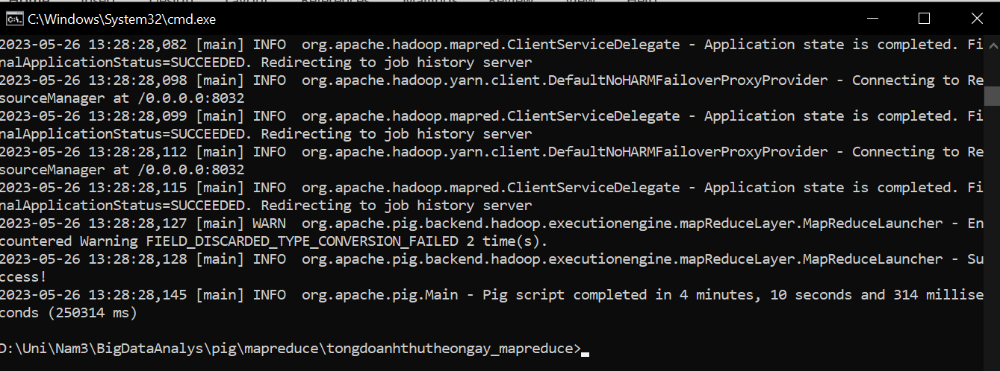 C:\Windows\System32\cmd.exe
2023-05-26 13:28:28,082 [main] INFO  org.apache.hadoop.mapred.ClientServiceDelegate - Application state is completed. Fi
nalApplicationStatus=SUCCEEDED. Redirecting to job history server
2023-05-26 13:28:28,098 [main] INFO  org.apache.hadoop.yarn.client.DefaultNoHARMFailoverProxyProvider - Connecting to Re
sourceManager at /0.0.0.0:8032
2023-05-26 13:28:28,099 [main] INFO  org.apache.hadoop.mapred.ClientServiceDelegate - Application state is completed. Fi
nalApplicationStatus=SUCCEEDED. Redirecting to job history server
2023-05-26 13:28:28,112 [main] INFO  org.apache.hadoop.yarn.client.DefaultNoHARMFailoverProxyProvider - Connecting to Re
sourceManager at /0.0.0.0:8032
2023-05-26 13:28:28,115 [main] INFO  org.apache.hadoop.mapred.ClientServiceDelegate - Application state is completed. Fi
nalApplicationStatus=SUCCEEDED. Redirecting to job history server
2023-05-26 13:28:28,127 [main] WARN  org.apache.pig.backend.hadoop.executionengine.mapReduceLayer.MapReduceLauncher - En
countered Warning FIELD_DISCARDED_TYPE_CONVERSION_FAILED 2 time(s).
2023-05-26 13:28:28,128 [main] INFO  org.apache.pig.backend.hadoop.executionengine.mapReduceLayer.MapReduceLauncher - Su
ccess!
2023-05-26 13:28:28,145 [main] INFO  org.apache.pig.Main - Pig script completed in 4 minutes, 10 seconds and 314 millise
conds (250314 ms)
D:\Uni\Nam3\BigDataAnalys\pig\mapreduce\tongdoanhthutheongay_mapreduce>